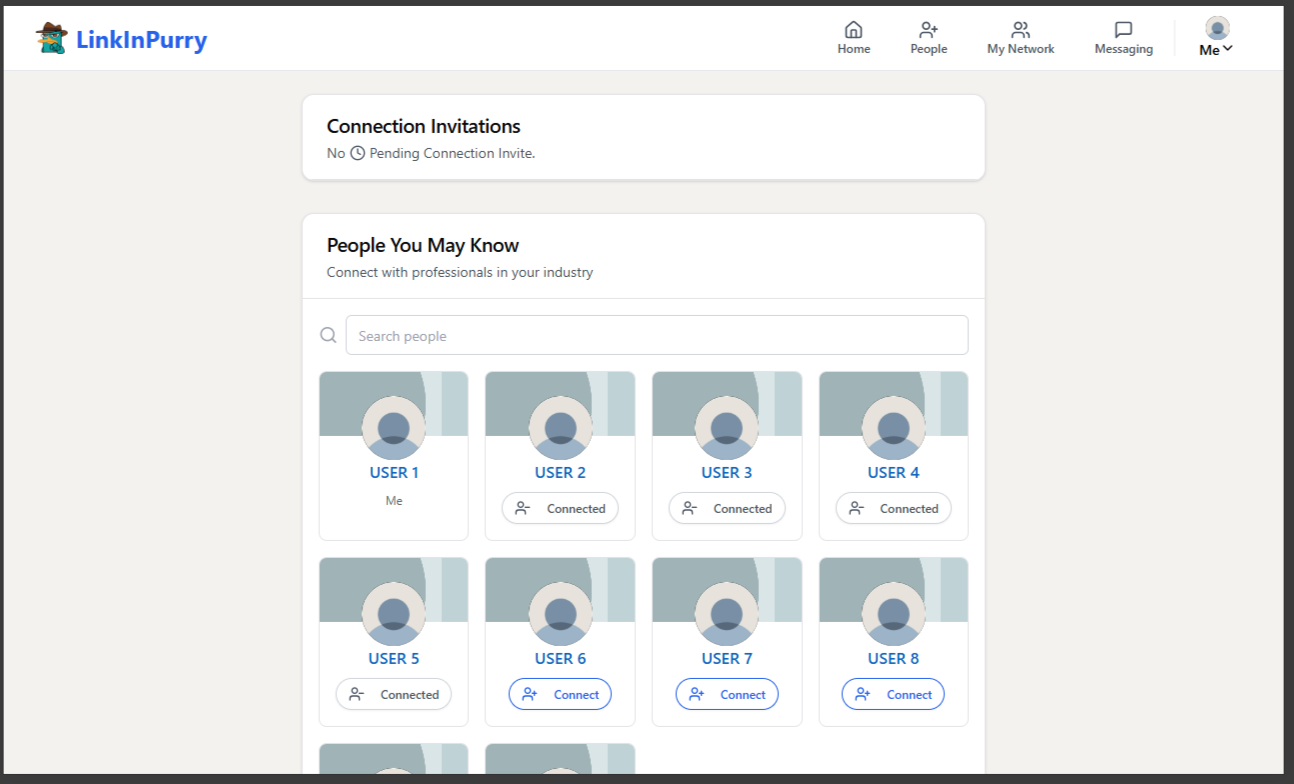 LinkInPurry
Home People My Network Messaging Me
Connection Invitations
No Pending Connection Invite.
People You May Know
Connect with professionals in your industry
Search people
USER 1 USER 2 USER 3 USER 4
Me Connected Connected Connected
USER 5 USER 6 USER 7 USER 8
Connected Connect Connect Connect